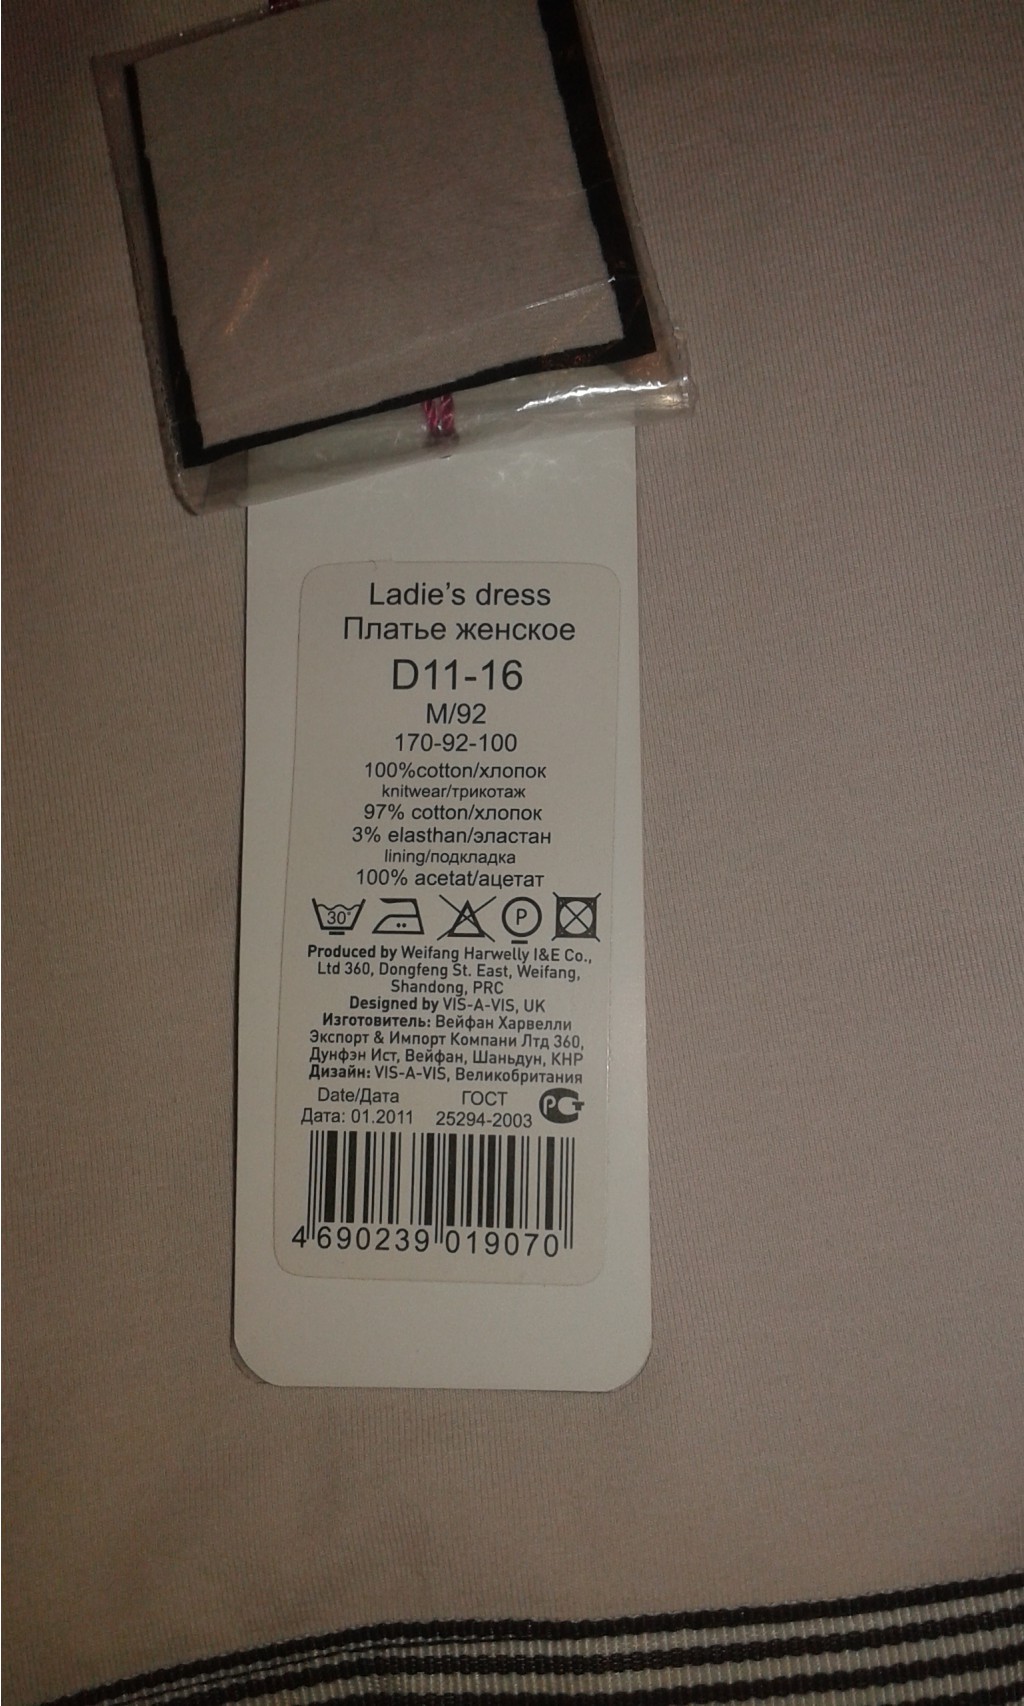 Ladie's dress
Платье женское
D11-16
M/92
170-92-100
100%cotton/хлопок
knitwear/трикотаж
97% cotton/хлопок
3% elasthan/эластан
lining/подкладка
100% acetat/ацетат
30° P
Produced by Weifang Harwelly I&E Co.,
Ltd 360, Dongfeng St. East, Weifang,
Shandong, PRC
Designed by VIS-A-VIS, UK
Изготовитель: Вейфан Харвелли
Экспорт & Импорт Компани Лтд 360,
Дунфэн Ист, Вейфан, Шаньдун, КНР
Дизайн: VIS-A-VIS, Великобритания
Date/Дата ГОСТ
Дата: 01.2011 25294-2003 РСТ
4 690239 019070